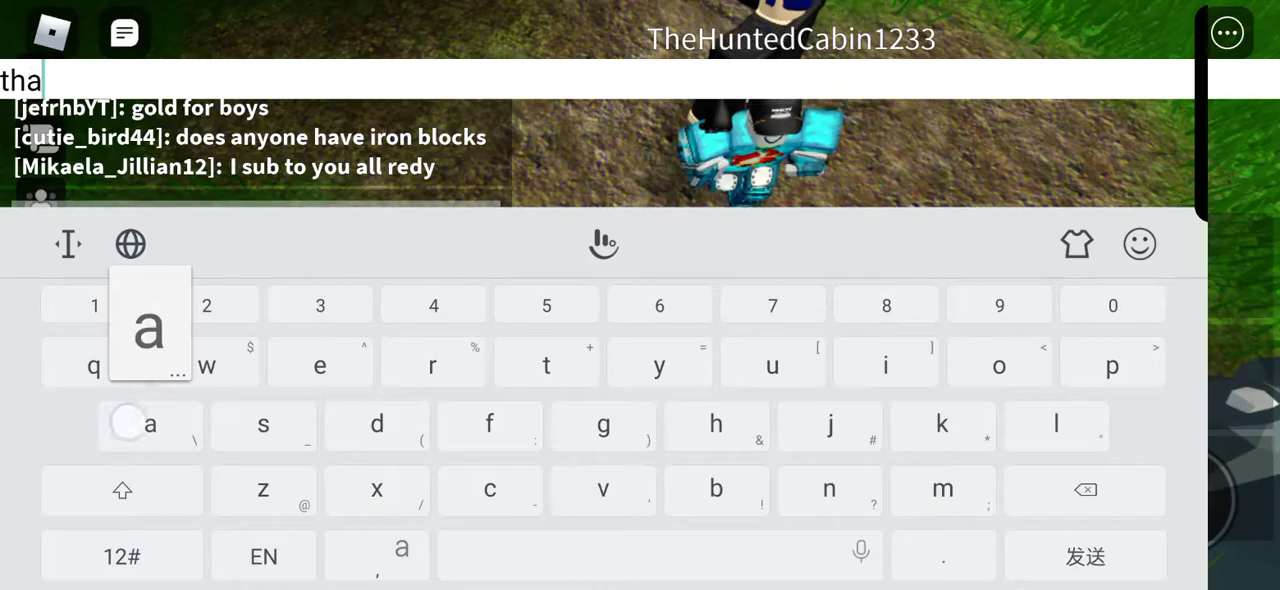 TheHuntedCabin1233
tha
[jefrhbYT]: gold for boys
[cutie_bird44]: does anyone have iron blocks
[Mikaela_Jillian12]: I sub to you all redy
a
...
1 2 3 4 5 6 7 8 9 0
q w $ e ^ r % t + y = u [ i ] o < p >
a \ s _ d ( f : g ) h & j # k * l "
z @ x / c - v ' b ! n ? m ;
12# EN , a . 发送